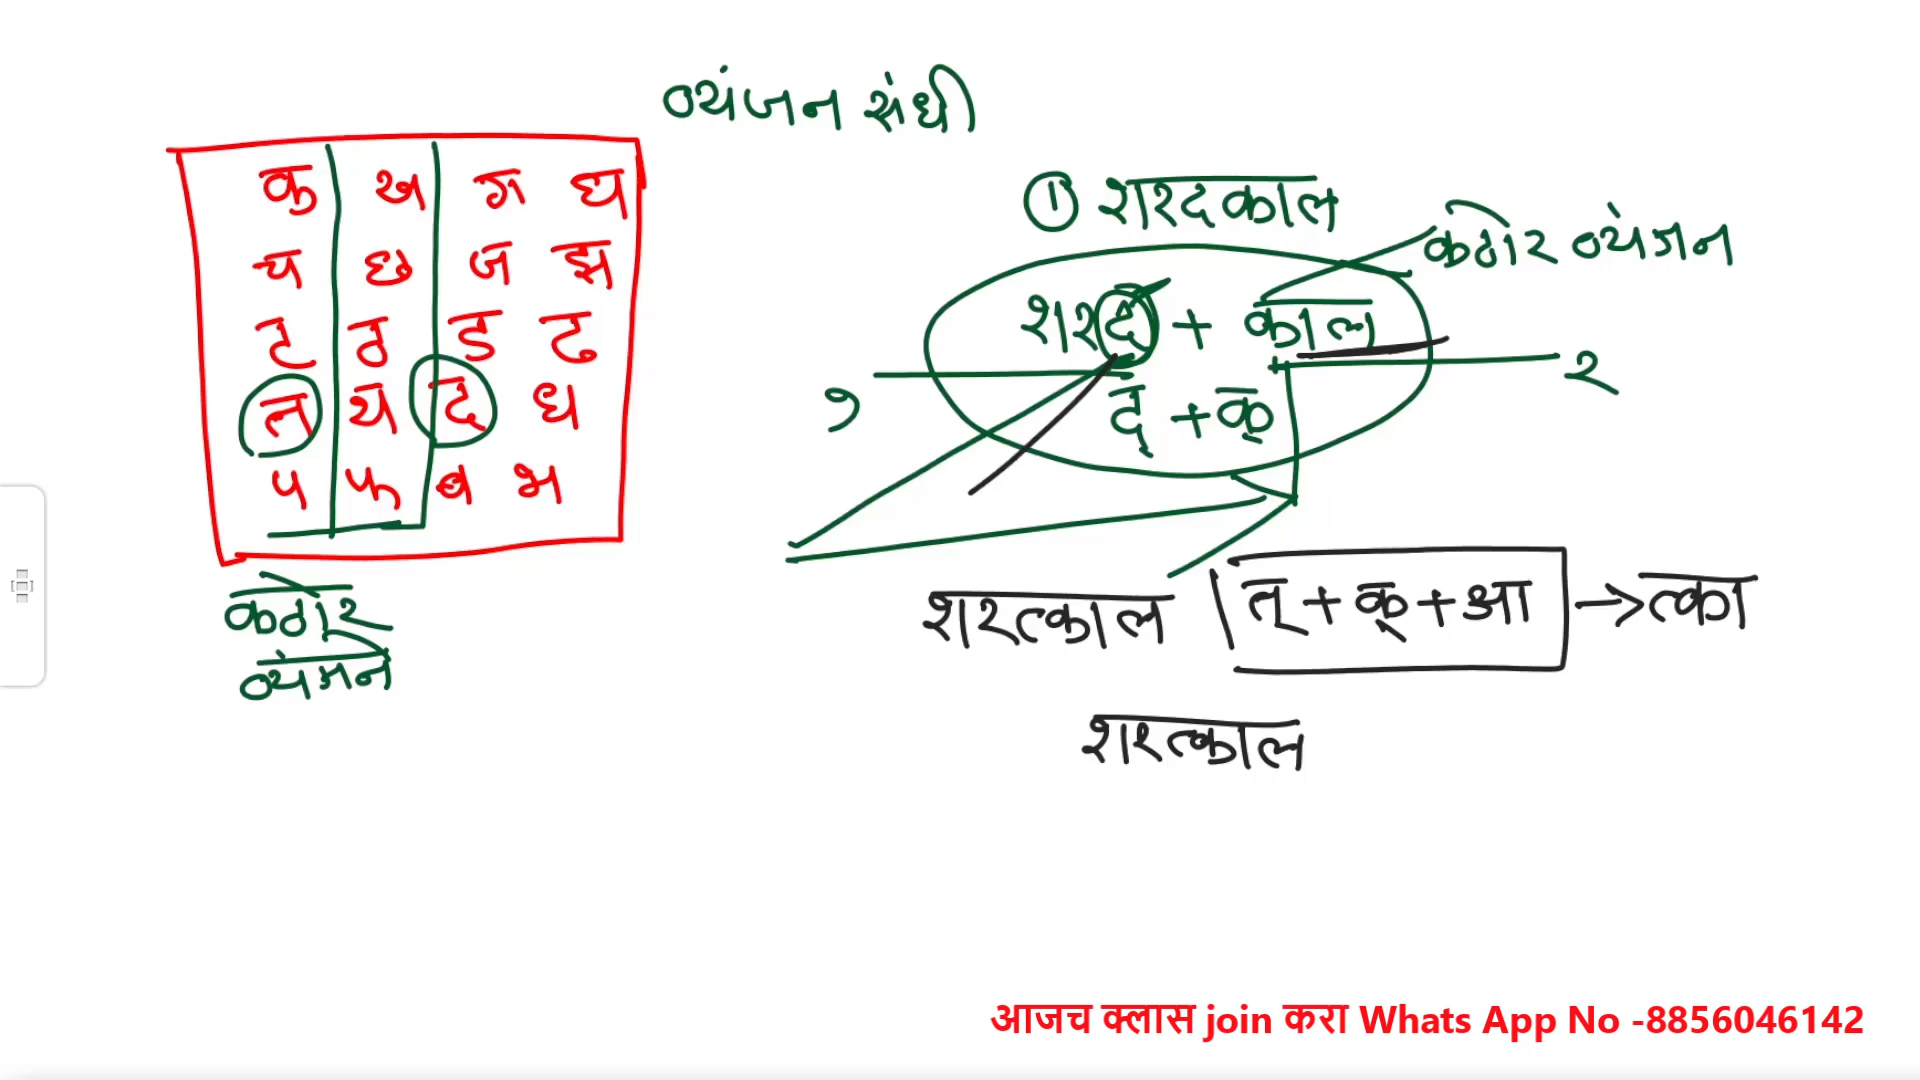 व्यंजन संधी
क ख ग घ
च छ ज झ
ट ठ ड ढ
त थ द ध
प फ ब भ
कठोर
व्यंजन
① शरदकाल
कठोर व्यंजन
शरद् + काल
१
२
द् + क्
शरत्काल | त् + क् + आ → त्का
शरत्काल
आजच क्लास join करा Whats App No -8856046142